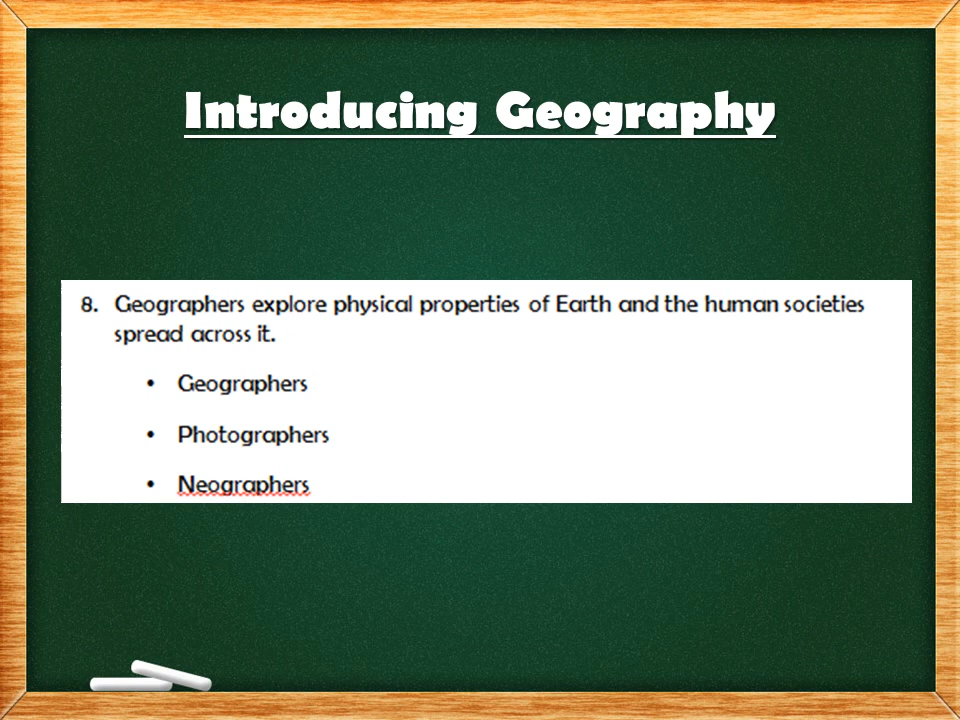 Introducing Geography
8. Geographers explore physical properties of Earth and the human societies
spread across it.
• Geographers
• Photographers
• Neographers